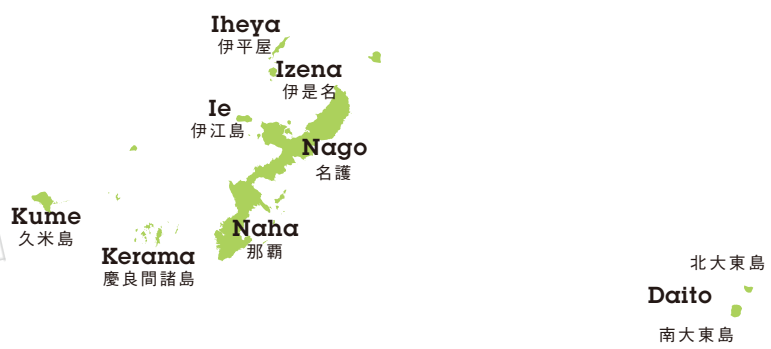 Iheya
伊平屋
Izena
伊是名
Ie
伊江島
Nago
名護
Kume
久米島
Naha
那覇
Kerama
慶良間諸島
北大東島
Daito
南大東島